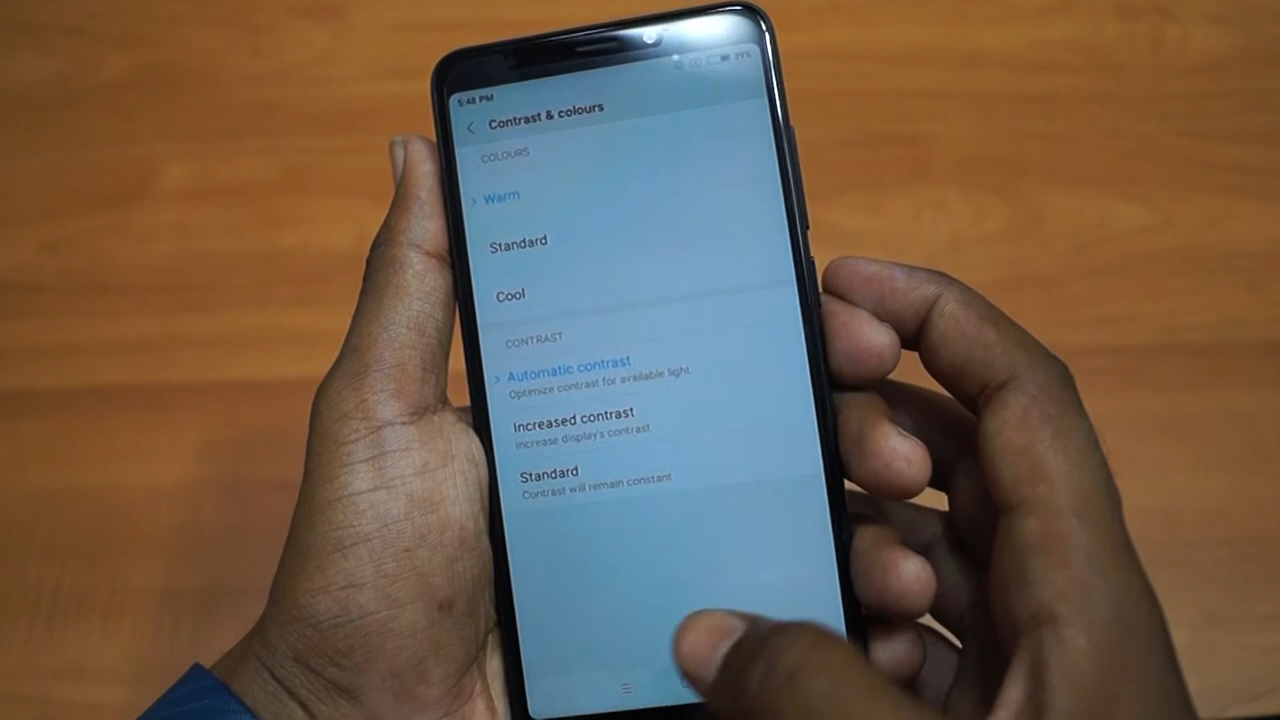 5:48 PM
39%
Contrast & colours
COLOURS
Warm
Standard
Cool
CONTRAST
Automatic contrast
Optimize contrast for available light
Increased contrast
Increase display's contrast
Standard
Contrast will remain constant